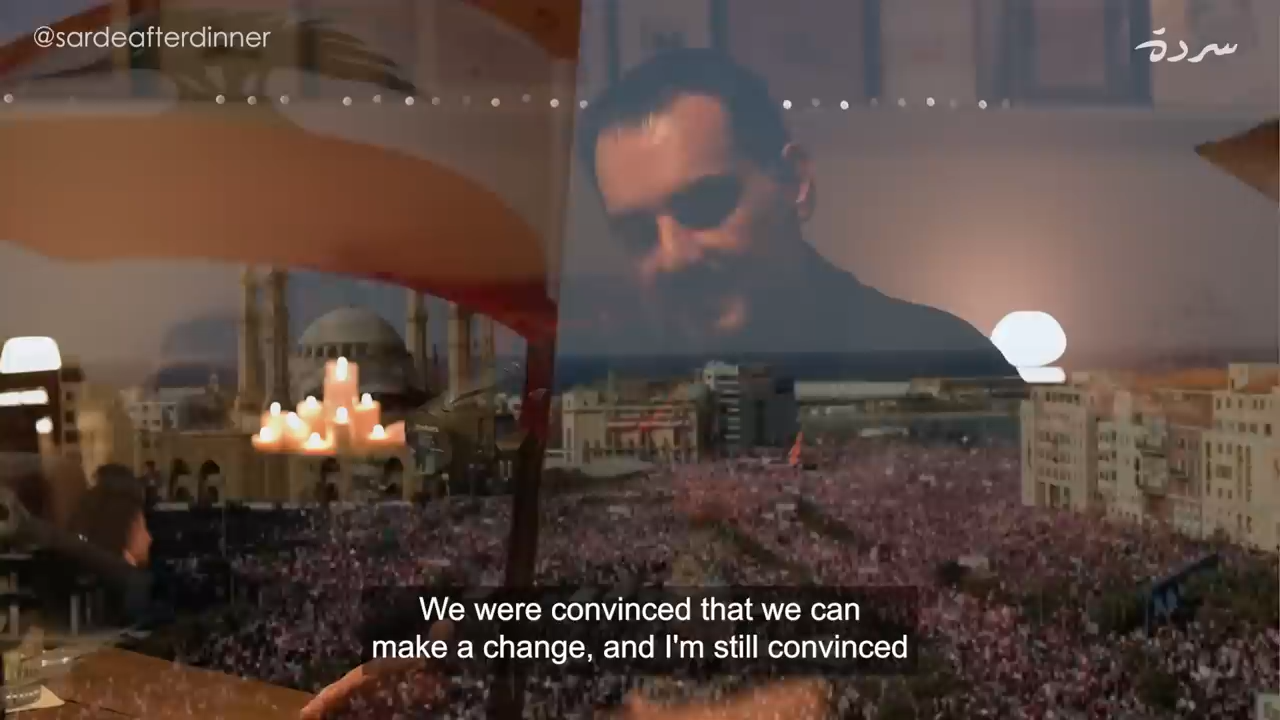 @sardeafterdinner
سردة
We were convinced that we can
make a change, and I'm still convinced